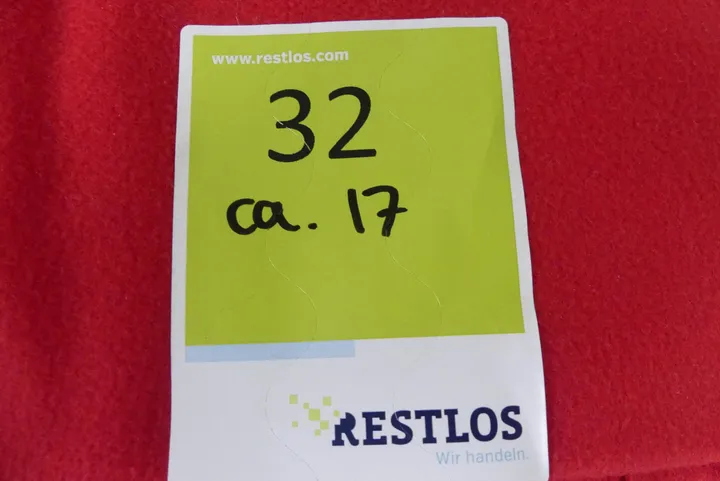 www.restlos.com
32
ca. 17
RESTLOS
Wir handeln.